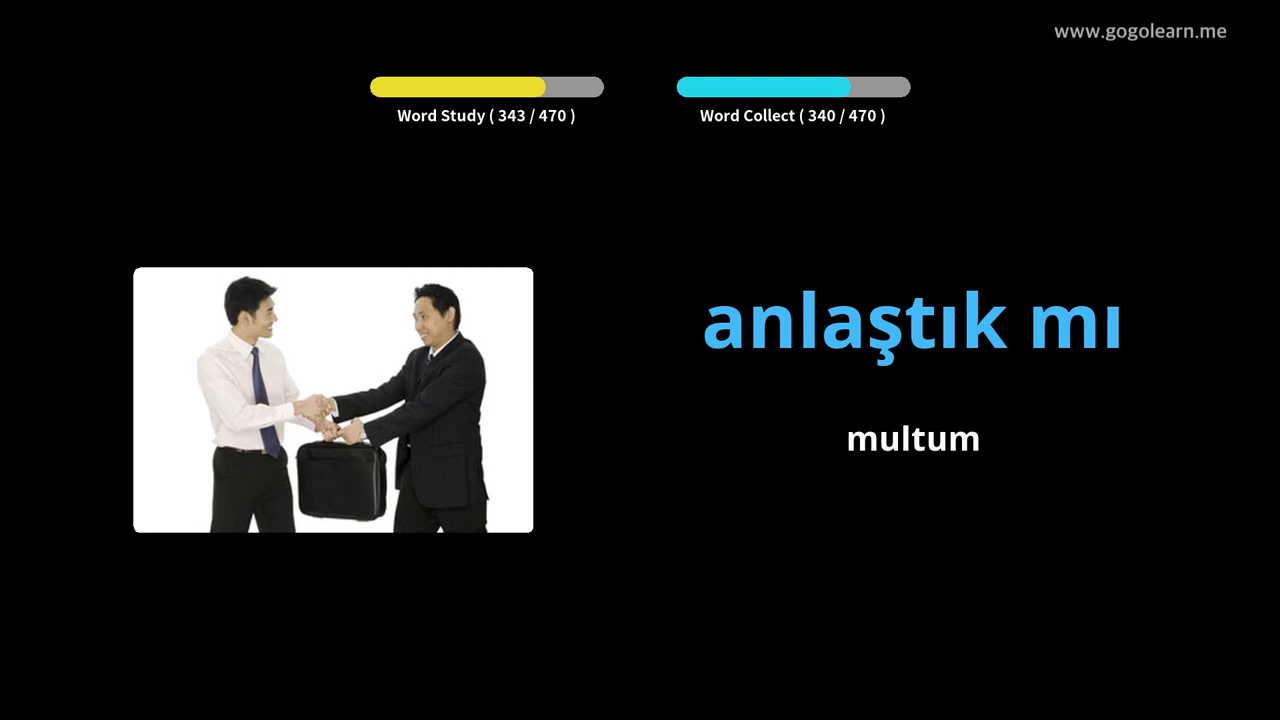 www.gogolearn.me
Word Study ( 343 / 470 )
Word Collect ( 340 / 470 )
anlaştık mı
multum